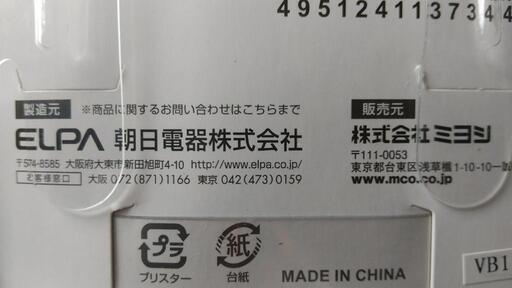 4951241137344
製造元 ※商品に関するお問い合わせはこちらまで
ELPA 朝日電器株式会社
〒574-8585 大阪府大東市新田旭町4-10 http://www.elpa.co.jp/
お客様窓口 大阪 072(871)1166 東京 042(473)0159
販売元
株式会社ミヨシ
〒111-0053
東京都台東区浅草橋1-10-10
www.mco.co.jp
プラ
ブリスター
紙
台紙
MADE IN CHINA
VB1